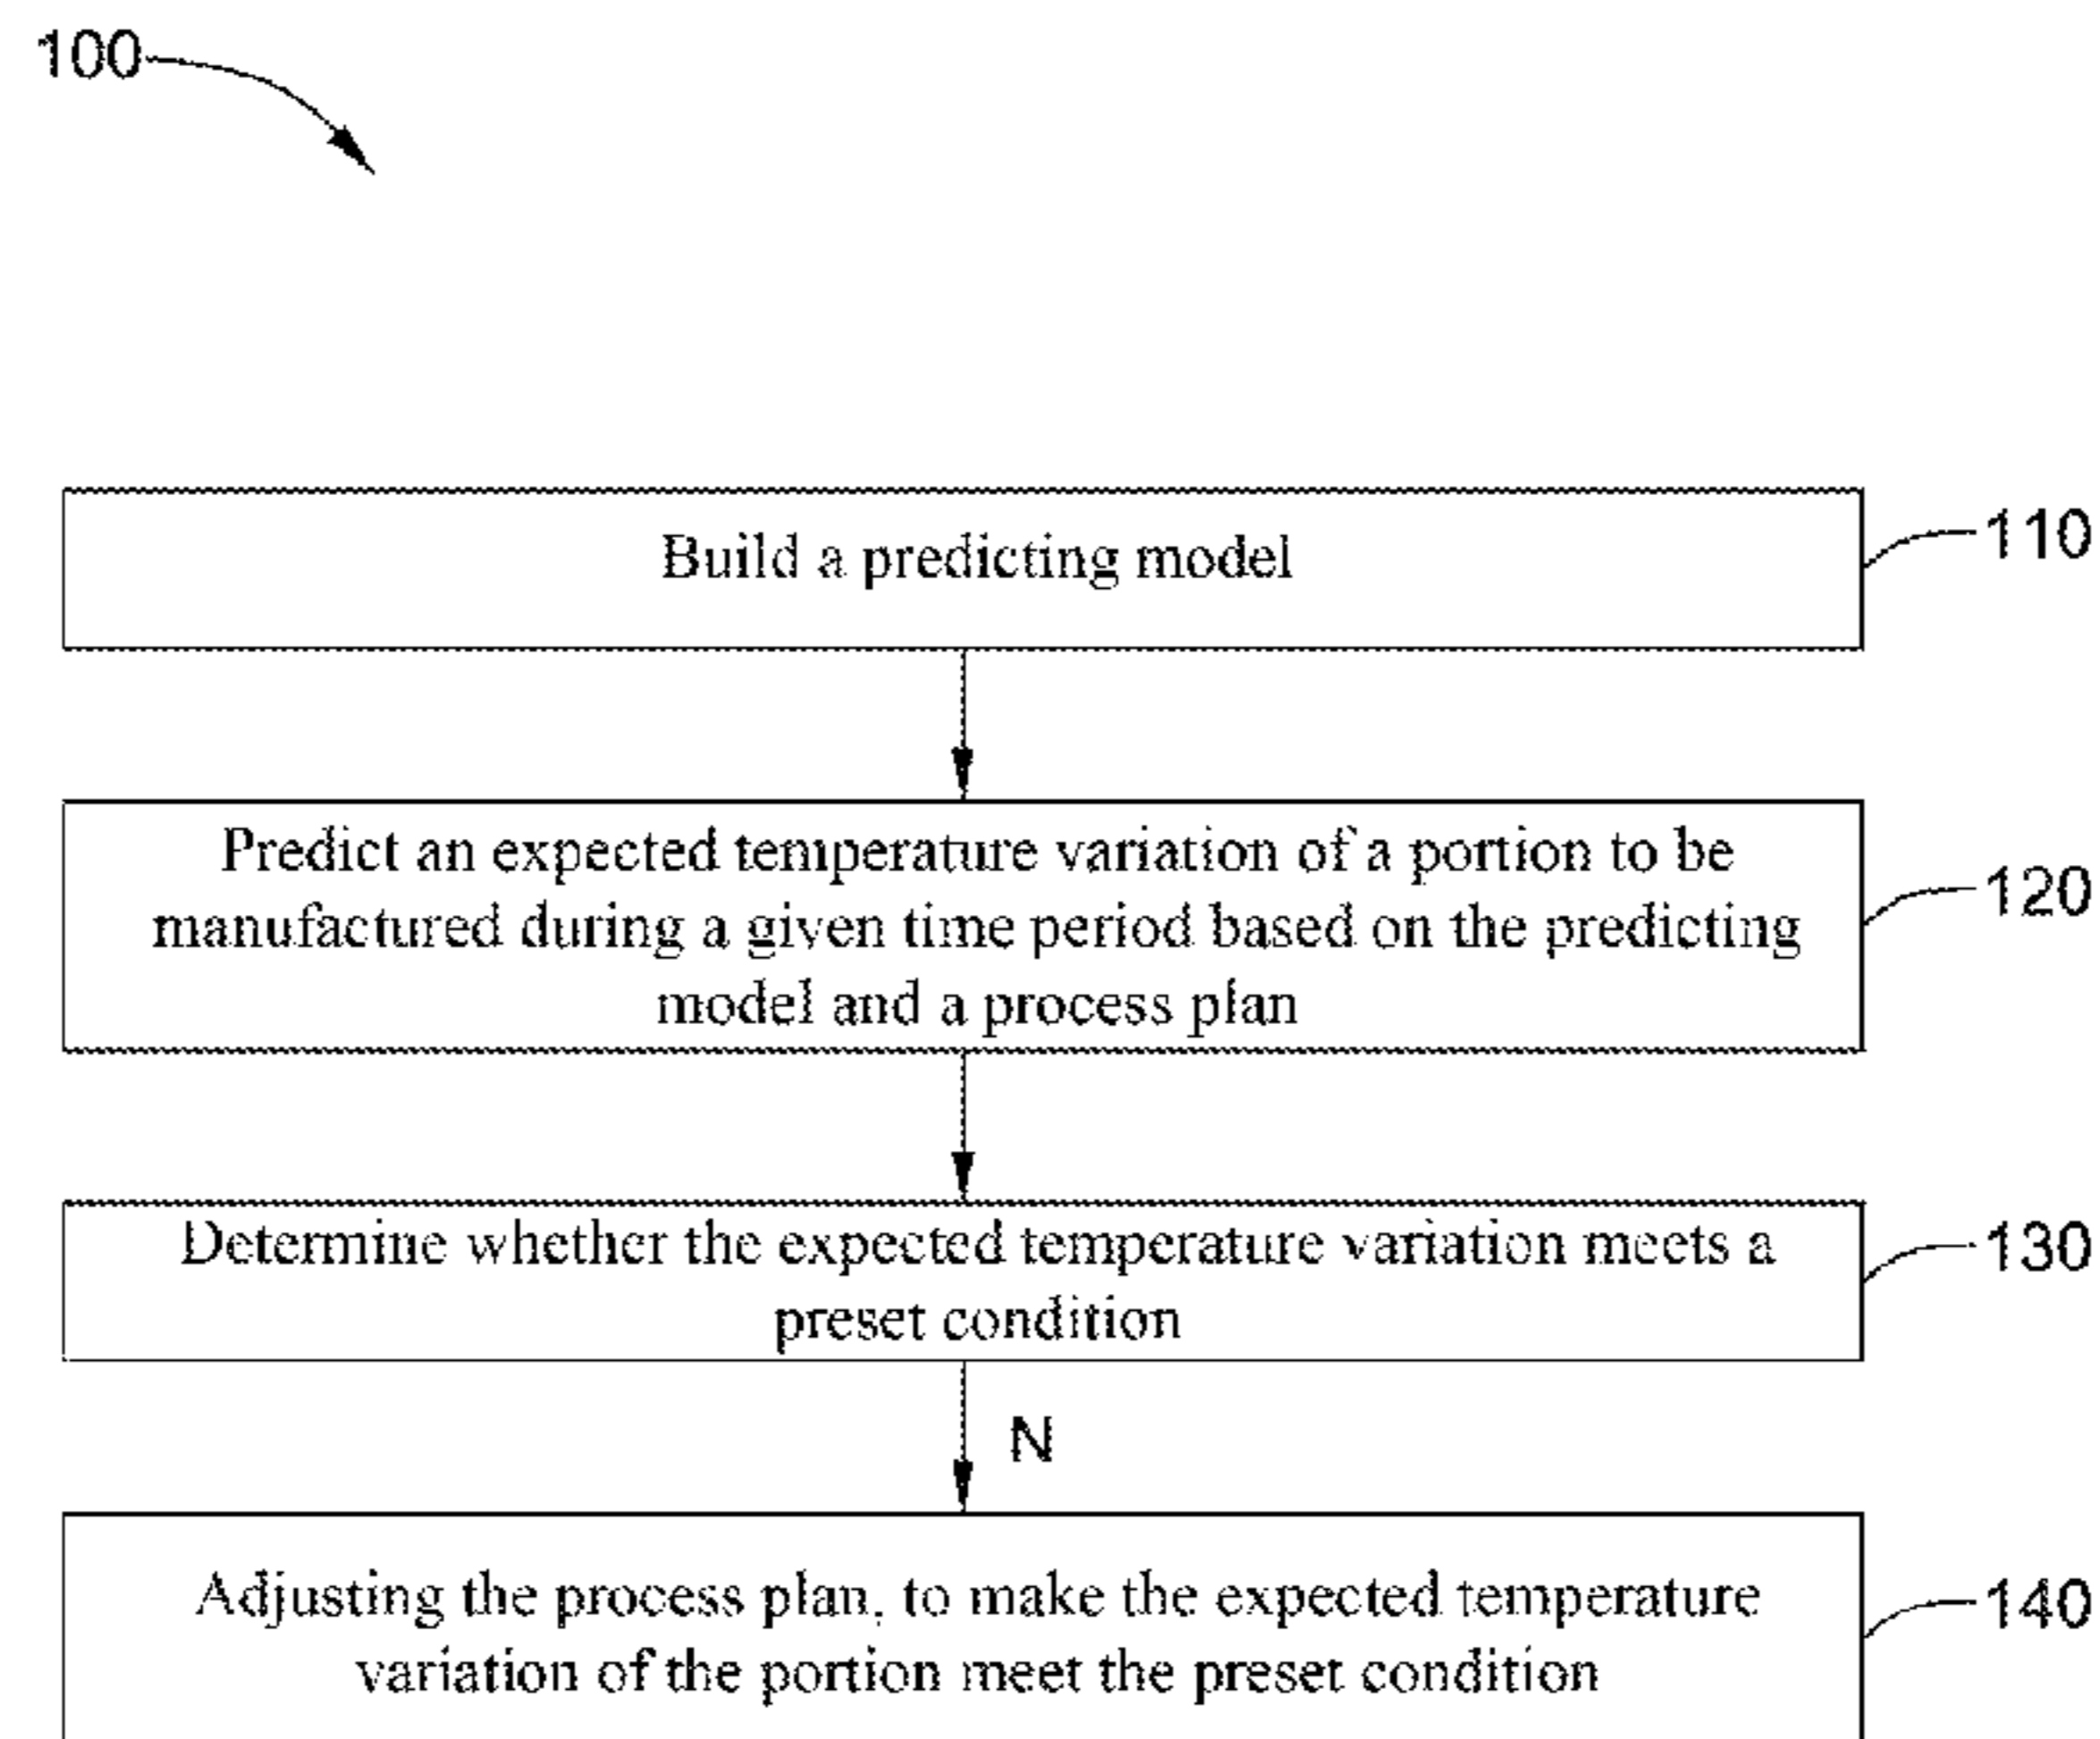 100
Build a predicting model
110
Predict an expected temperature variation of a portion to be
manufactured during a given time period based on the predicting
model and a process plan
120
Determine whether the expected temperature variation meets a
preset condition
130
N
Adjusting the process plan, to make the expected temperature
variation of the portion meet the preset condition
140